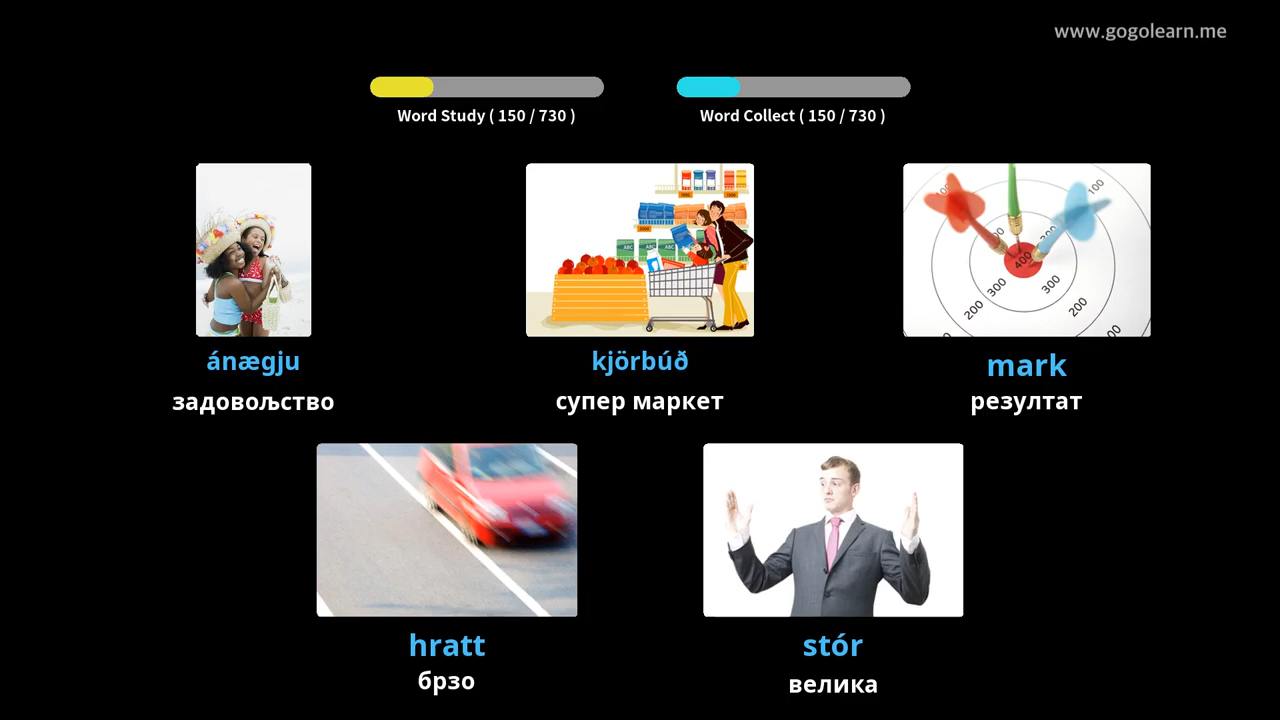 www.gogolearn.me
Word Study ( 150 / 730 )
Word Collect ( 150 / 730 )
ánægju
задовољство
kjörbúð
супер маркет
mark
резултат
hratt
брзо
stór
велика